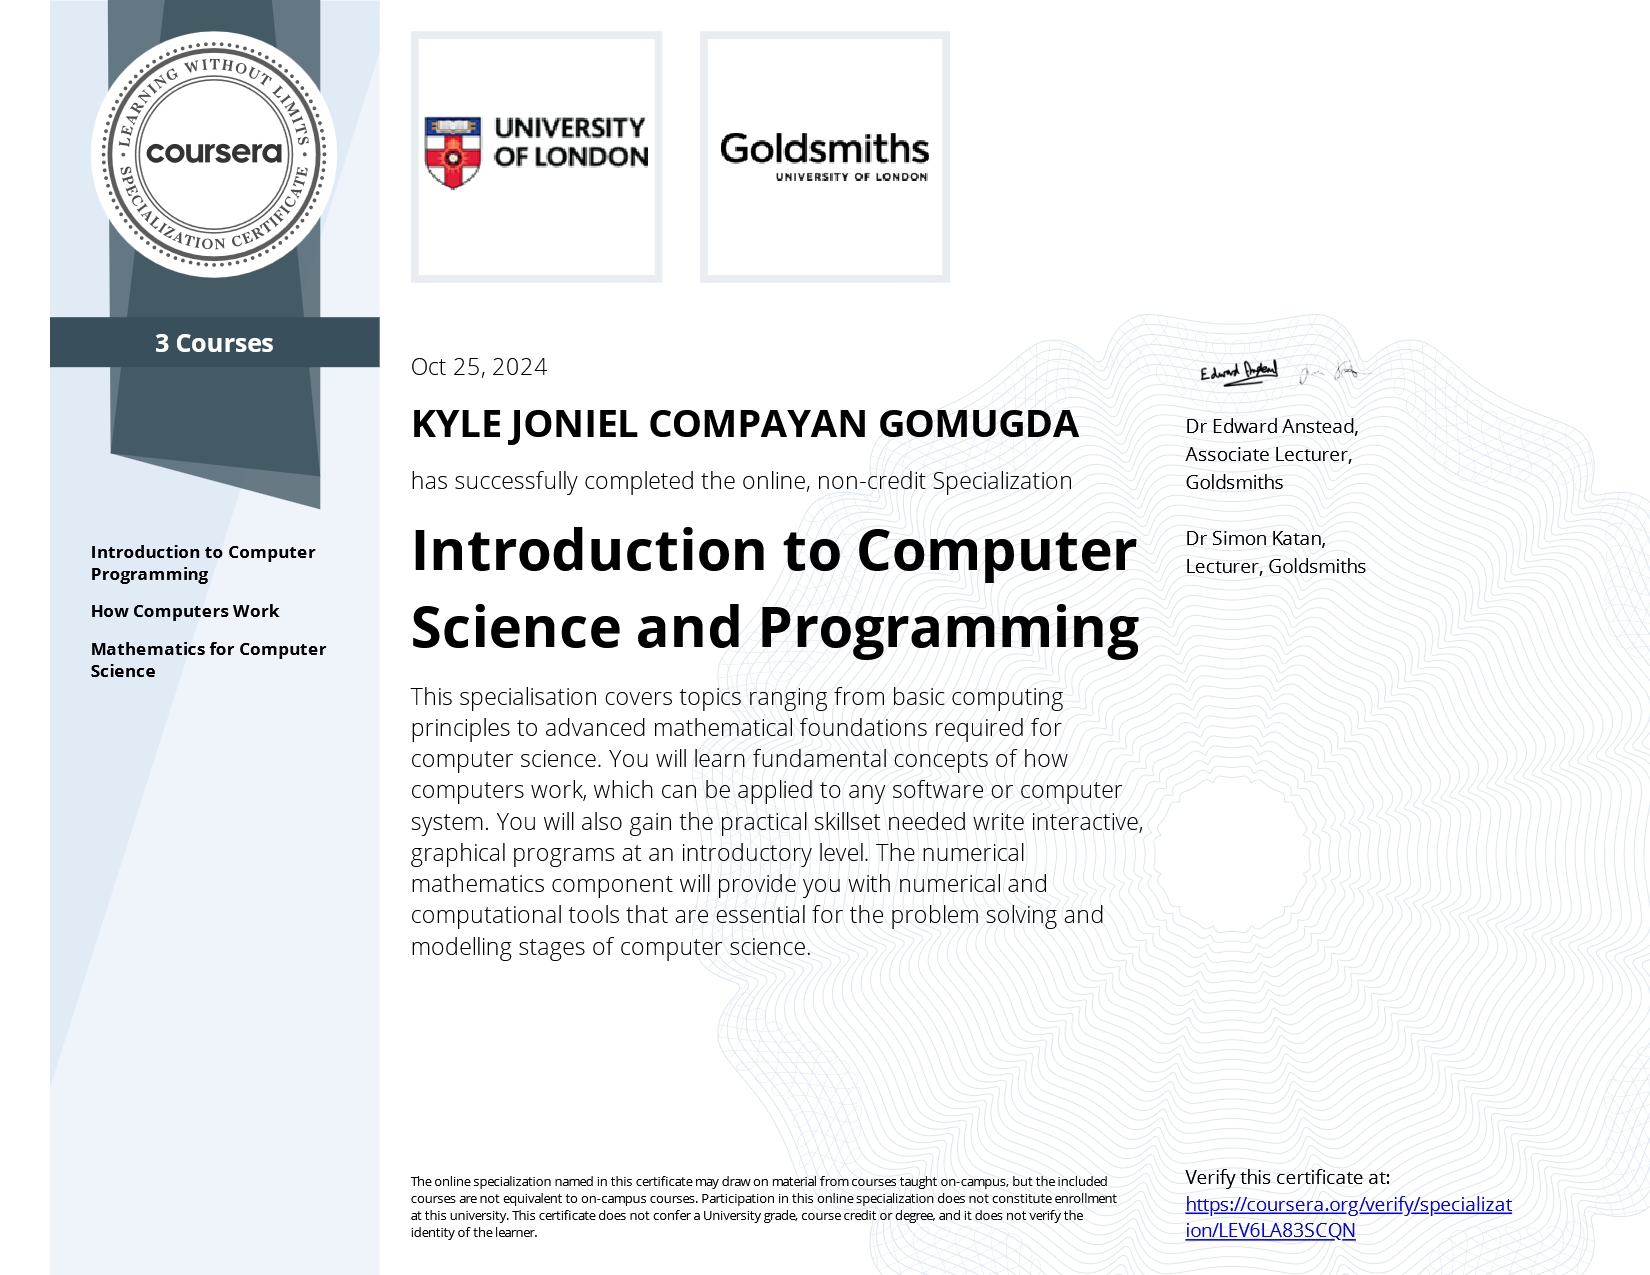 LEARNING WITHOUT LIMITS
coursera
SPECIALIZATION CERTIFICATE
3 Courses
Introduction to Computer
Programming
How Computers Work
Mathematics for Computer
Science
UNIVERSITY
OF LONDON
Goldsmiths
UNIVERSITY OF LONDON
Oct 25, 2024
KYLE JONIEL COMPAYAN GOMUGDA
has successfully completed the online, non-credit Specialization
Introduction to Computer
Science and Programming
This specialisation covers topics ranging from basic computing
principles to advanced mathematical foundations required for
computer science. You will learn fundamental concepts of how
computers work, which can be applied to any software or computer
system. You will also gain the practical skillset needed write interactive,
graphical programs at an introductory level. The numerical
mathematics component will provide you with numerical and
computational tools that are essential for the problem solving and
modelling stages of computer science.
Edward Anstead
Dr Edward Anstead,
Associate Lecturer,
Goldsmiths
Dr Simon Katan,
Lecturer, Goldsmiths
The online specialization named in this certificate may draw on material from courses taught on-campus, but the included
courses are not equivalent to on-campus courses. Participation in this online specialization does not constitute enrollment
at this university. This certificate does not confer a University grade, course credit or degree, and it does not verify the
identity of the learner.
Verify this certificate at:
https://coursera.org/verify/specializat
ion/LEV6LA83SCQN